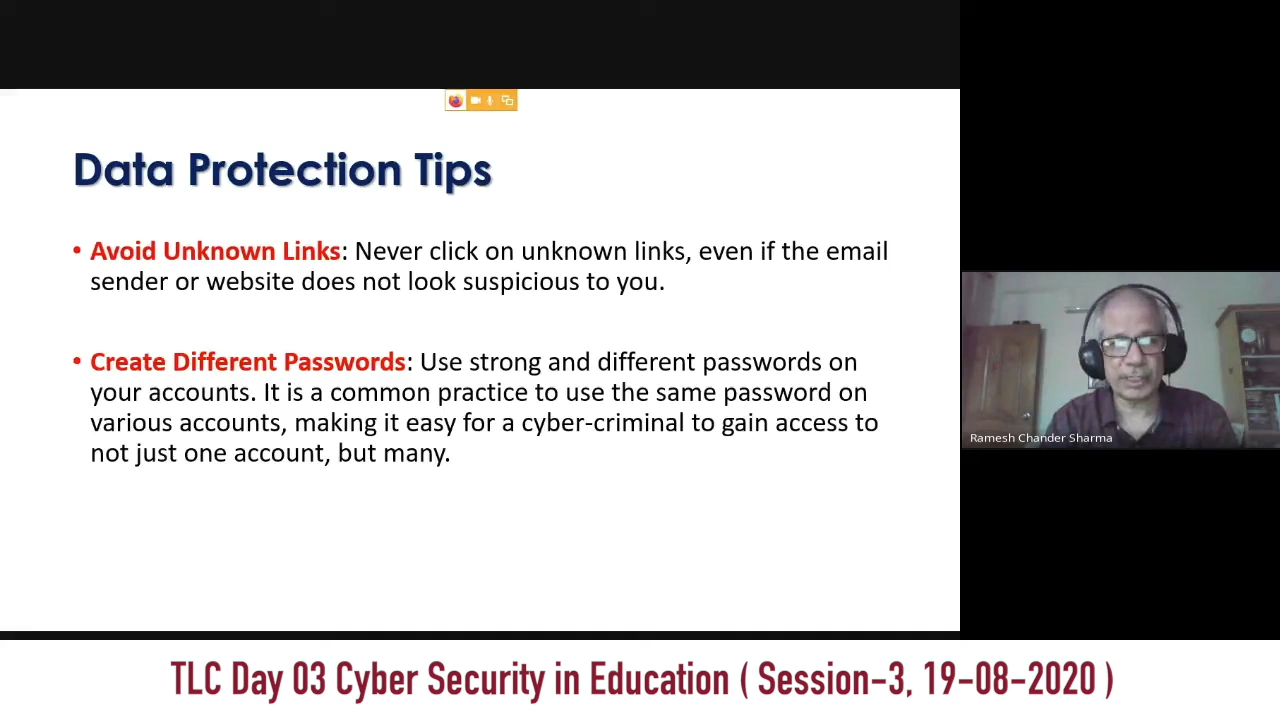 Data Protection Tips
• Avoid Unknown Links: Never click on unknown links, even if the email
sender or website does not look suspicious to you.
• Create Different Passwords: Use strong and different passwords on
your accounts. It is a common practice to use the same password on
various accounts, making it easy for a cyber-criminal to gain access to
not just one account, but many.
Ramesh Chander Sharma
TLC Day 03 Cyber Security in Education ( Session-3, 19-08-2020 )